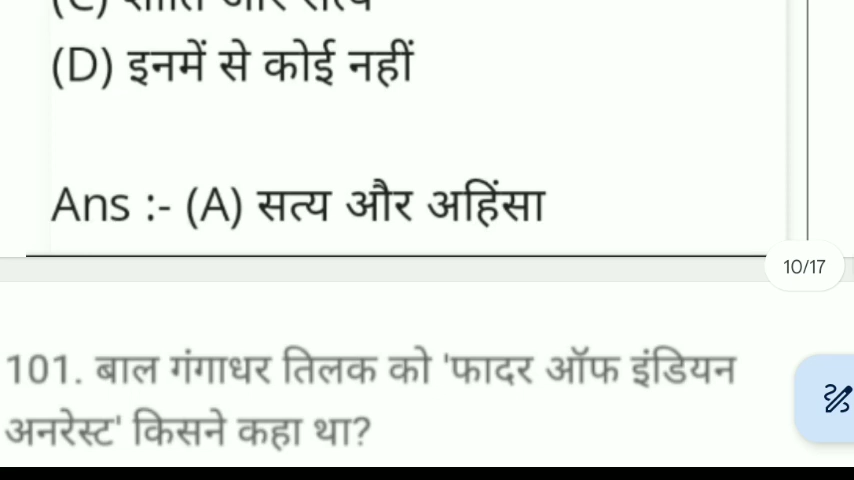 (D) इनमें से कोई नहीं
Ans :- (A) सत्य और अहिंसा
10/17
101. बाल गंगाधर तिलक को 'फादर ऑफ इंडियन
अनरेस्ट' किसने कहा था?